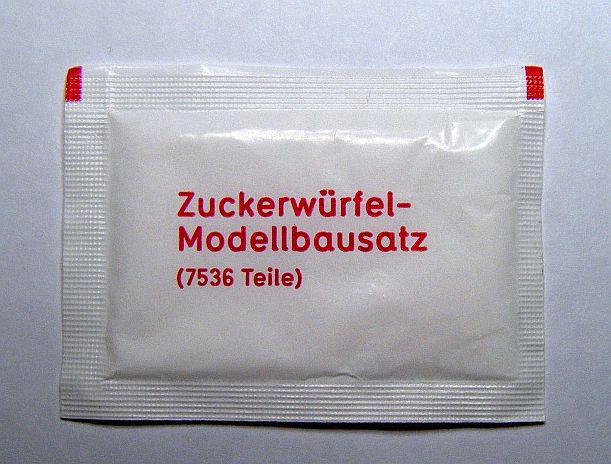 Zuckerwürfel-
Modellbausatz
(7536 Teile)